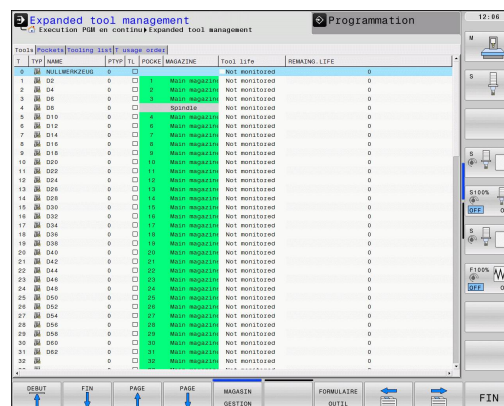 Expanded tool management
Execution PGM en continu Expanded tool management
Programmation
12:06
Tools Pockets Tooling list T usage order
T TYP NAME PTYP TL POCKE MAGAZINE Tool life REMAING.LIFE
0 NULLWERKZEUG 0 Not monitored 0
1 D2 0 1 Main magazin Not monitored 0
2 D4 0 2 Main magazin Not monitored 0
3 D6 0 3 Main magazin Not monitored 0
4 D8 0 Spindle Not monitored 0
5 D10 0 Main magazin Not monitored 0
6 D12 0 6 Main magazin Not monitored 0
7 D14 0 7 Main magazin Not monitored 0
8 D16 0 8 Main magazin Not monitored 0
9 D18 0 9 Main magazin Not monitored 0
10 D20 0 10 Main magazin Not monitored 0
11 D22 0 11 Main magazin Not monitored 0
12 D24 0 12 Main magazin Not monitored 0
13 D26 0 13 Main magazin Not monitored 0
14 D28 0 14 Main magazin Not monitored 0
15 D30 0 15 Main magazin Not monitored 0
16 D32 0 16 Main magazin Not monitored 0
17 D34 0 17 Main magazin Not monitored 0
18 D36 0 18 Main magazin Not monitored 0
19 D38 0 19 Main magazin Not monitored 0
20 D40 0 20 Main magazin Not monitored 0
21 D42 0 21 Main magazin Not monitored 0
22 D44 0 22 Main magazin Not monitored 0
23 D46 0 23 Main magazin Not monitored 0
24 D48 0 24 Main magazin Not monitored 0
25 D50 0 25 Main magazin Not monitored 0
26 D52 0 26 Main magazin Not monitored 0
27 D54 0 27 Main magazin Not monitored 0
28 D56 0 28 Main magazin Not monitored 0
29 D58 0 29 Main magazin Not monitored 0
30 D60 0 30 Main magazin Not monitored 0
31 D62 0 31 Main magazin Not monitored 0
32 0 32 Main magazin Not monitored 0
M
S
S
S100%
OFF
S
F100%
OFF
DEBUT
FIN
PAGE
PAGE
MAGASIN
GESTION
FORMULAIRE
OUTIL
FIN